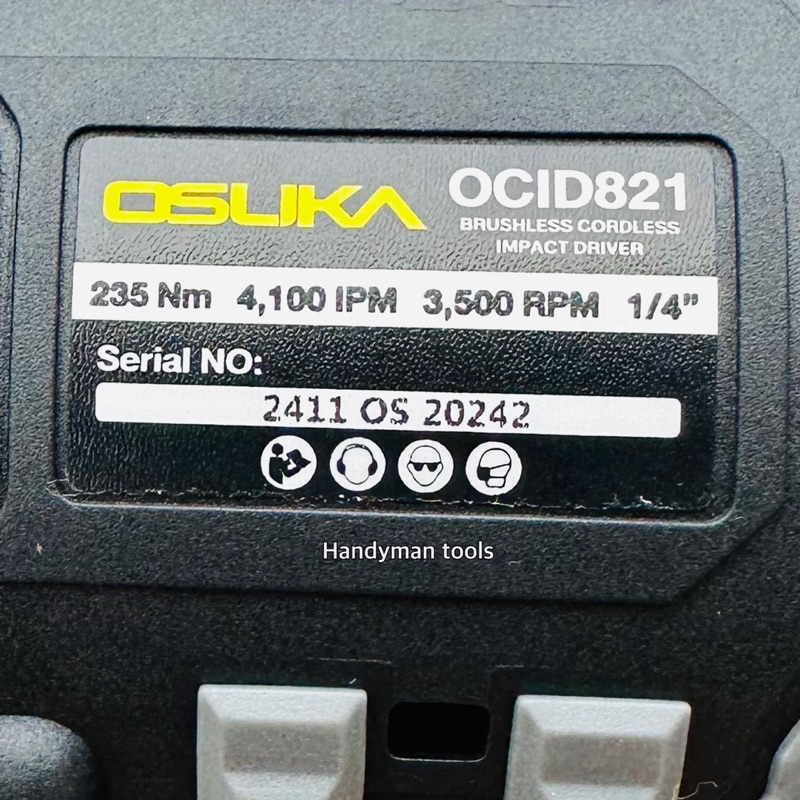 OSUKA
OCID821
BRUSHLESS CORDLESS
IMPACT DRIVER
235 Nm 4,100 IPM 3,500 RPM 1/4"
Serial NO:
2411 OS 20242
Handyman tools